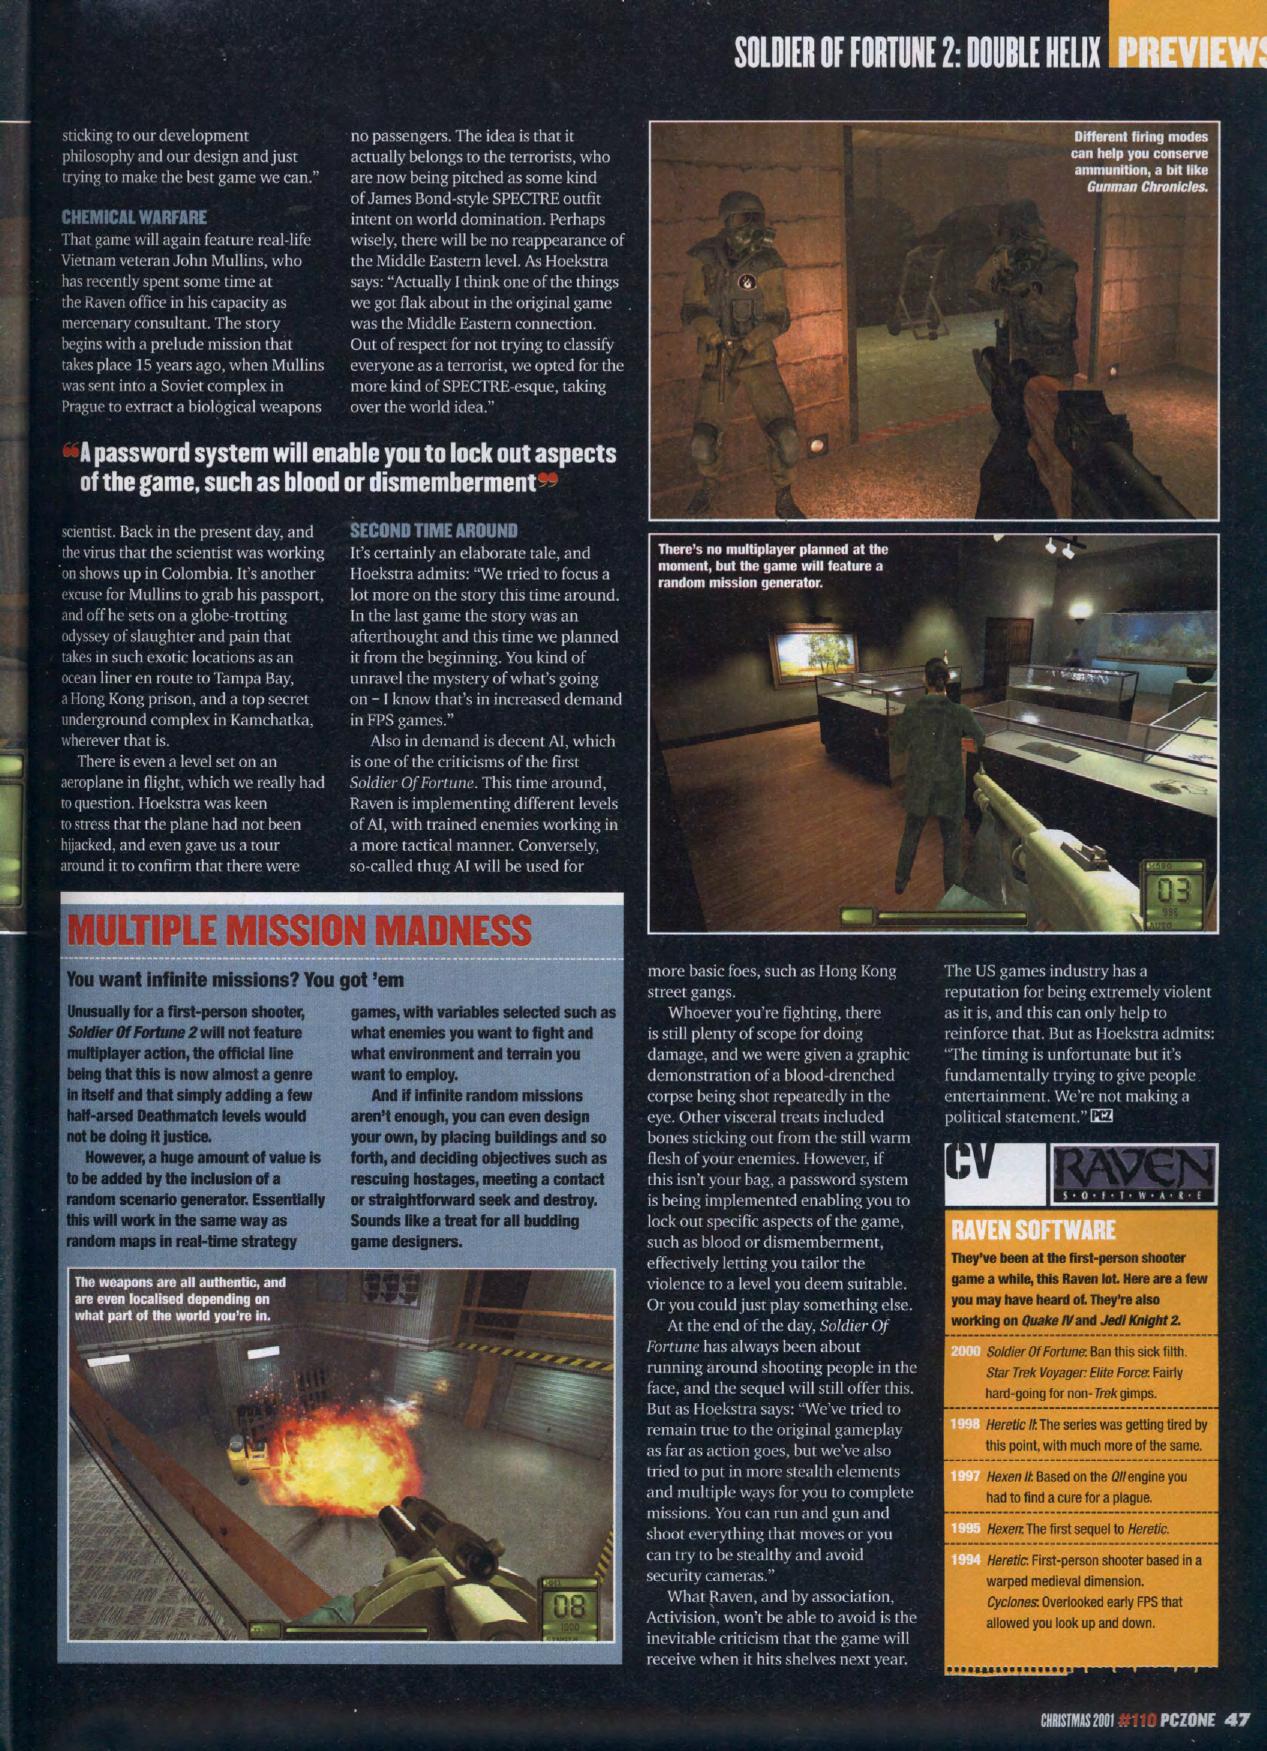 SOLDIER OF FORTUNE 2: DOUBLE HELIX PREVIEWS
sticking to our development
philosophy and our design and just
trying to make the best game we can.”
CHEMICAL WARFARE
That game will again feature real-life
Vietnam veteran John Mullins, who
has recently spent some time at
the Raven office in his capacity as
mercenary consultant. The story
begins with a prelude mission that
takes place 15 years ago, when Mullins
was sent into a Soviet complex in
Prague to extract a biological weapons
no passengers. The idea is that it
actually belongs to the terrorists, who
are now being pitched as some kind
of James Bond-style SPECTRE outfit
intent on world domination. Perhaps
wisely, there will be no reappearance of
the Middle Eastern level. As Hoekstra
says: “Actually I think one of the things
we got flak about in the original game
was the Middle Eastern connection.
Out of respect for not trying to classify
everyone as a terrorist, we opted for the
more kind of SPECTRE-esque, taking
over the world idea.”
“A password system will enable you to lock out aspects
of the game, such as blood or dismemberment”
scientist. Back in the present day, and
the virus that the scientist was working
on shows up in Colombia. It’s another
excuse for Mullins to grab his passport,
and off he sets on a globe-trotting
odyssey of slaughter and pain that
takes in such exotic locations as an
ocean liner en route to Tampa Bay,
a Hong Kong prison, and a top secret
underground complex in Kamchatka,
wherever that is.
There is even a level set on an
aeroplane in flight, which we really had
to question. Hoekstra was keen
to stress that the plane had not been
hijacked, and even gave us a tour
around it to confirm that there were
SECOND TIME AROUND
It’s certainly an elaborate tale, and
Hoekstra admits: “We tried to focus a
lot more on the story this time around.
In the last game the story was an
afterthought and this time we planned
it from the beginning. You kind of
unravel the mystery of what’s going
on – I know that’s in increased demand
in FPS games.”
Also in demand is decent AI, which
is one of the criticisms of the first
Soldier Of Fortune. This time around,
Raven is implementing different levels
of AI, with trained enemies working in
a more tactical manner. Conversely,
so-called thug AI will be used for
Different firing modes
can help you conserve
ammunition, a bit like
Gunman Chronicles.
There’s no multiplayer planned at the
moment, but the game will feature a
random mission generator.
03
MULTIPLE MISSION MADNESS
You want infinite missions? You got ’em
Unusually for a first-person shooter,
Soldier Of Fortune 2 will not feature
multiplayer action, the official line
being that this is now almost a genre
in itself and that simply adding a few
half-arsed Deathmatch levels would
not be doing it justice.
However, a huge amount of value is
to be added by the inclusion of a
random scenario generator. Essentially
this will work in the same way as
random maps in real-time strategy
games, with variables selected such as
what enemies you want to fight and
what environment and terrain you
want to employ.
And if infinite random missions
aren’t enough, you can even design
your own, by placing buildings and so
forth, and deciding objectives such as
rescuing hostages, meeting a contact
or straightforward seek and destroy.
Sounds like a treat for all budding
game designers.
The weapons are all authentic, and
are even localised depending on
what part of the world you’re in.
08
more basic foes, such as Hong Kong
street gangs.
Whoever you’re fighting, there
is still plenty of scope for doing
damage, and we were given a graphic
demonstration of a blood-drenched
corpse being shot repeatedly in the
eye. Other visceral treats included
bones sticking out from the still warm
flesh of your enemies. However, if
this isn’t your bag, a password system
is being implemented enabling you to
lock out specific aspects of the game,
such as blood or dismemberment,
effectively letting you tailor the
violence to a level you deem suitable.
Or you could just play something else.
At the end of the day, Soldier Of
Fortune has always been about
running around shooting people in the
face, and the sequel will still offer this.
But as Hoekstra says: “We’ve tried to
remain true to the original gameplay
as far as action goes, but we’ve also
tried to put in more stealth elements
and multiple ways for you to complete
missions. You can run and gun and
shoot everything that moves or you
can try to be stealthy and avoid
security cameras.”
What Raven, and by association,
Activision, won’t be able to avoid is the
inevitable criticism that the game will
receive when it hits shelves next year.
The US games industry has a
reputation for being extremely violent
as it is, and this can only help to
reinforce that. But as Hoekstra admits:
“The timing is unfortunate but it’s
fundamentally trying to give people
entertainment. We’re not making a
political statement.” PCZ
CV
RAVEN
S·O·F·T·W·A·R·E
RAVEN SOFTWARE
They’ve been at the first-person shooter
game a while, this Raven lot. Here are a few
you may have heard of. They’re also
working on Quake IV and Jedi Knight 2.
2000 Soldier Of Fortune: Ban this sick filth.
Star Trek Voyager: Elite Force: Fairly
hard-going for non-Trek gimps.
1998 Heretic II: The series was getting tired by
this point, with much more of the same.
1997 Hexen II: Based on the QII engine you
had to find a cure for a plague.
1995 Hexen: The first sequel to Heretic.
1994 Heretic: First-person shooter based in a
warped medieval dimension.
Cyclones: Overlooked early FPS that
allowed you look up and down.
CHRISTMAS 2001 #110 PCZONE 47